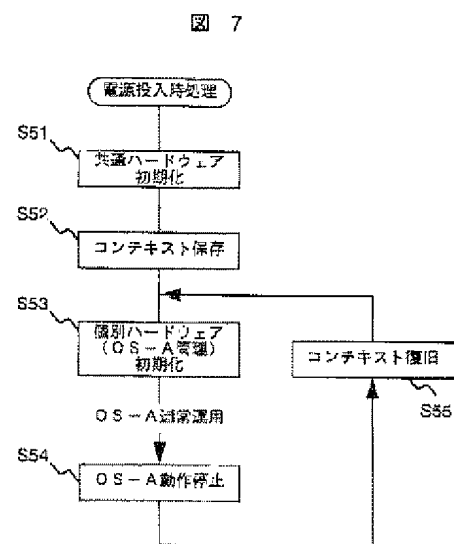 図 7
電源投入時処理
S51
共通ハードウェア
初期化
S52
コンテキスト保存
S53
個別ハードウェア
(OS-A管理)
初期化
コンテキスト復旧
S55
OS-A通常運用
S54
OS-A動作停止